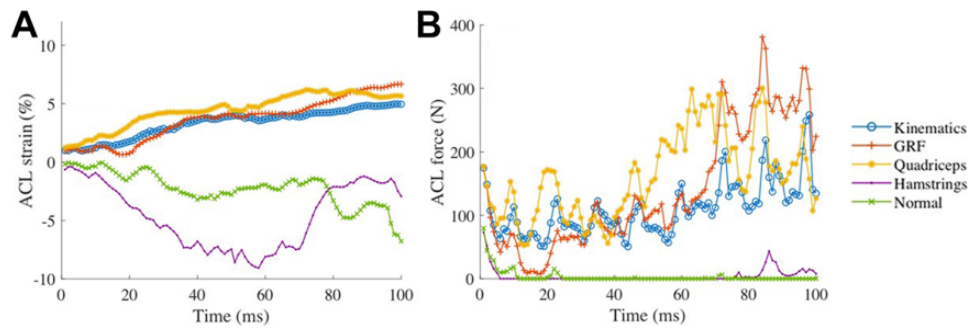 A
B
ACL strain (%)
10
5
0
-5
-10
0
20
40
60
80
100
Time (ms)
ACL force (N)
400
300
200
100
0
0
20
40
60
80
100
Time (ms)
Kinematics
GRF
Quadriceps
Hamstrings
Normal